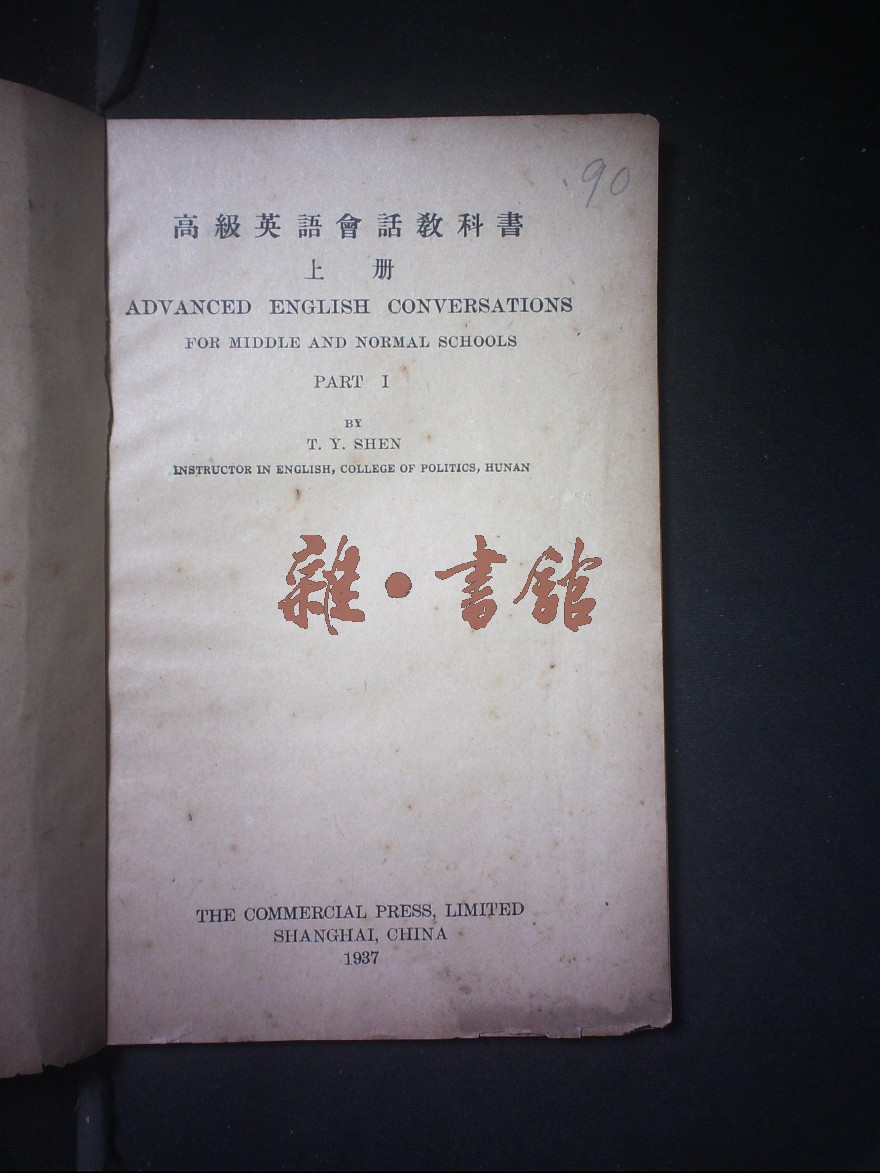 90
高級英語會話教科書
上册
ADVANCED ENGLISH CONVERSATIONS
FOR MIDDLE AND NORMAL SCHOOLS
PART I
BY
T. Y. SHEN
INSTRUCTOR IN ENGLISH, COLLEGE OF POLITICS, HUNAN
雜·書館
THE COMMERCIAL PRESS, LIMITED
SHANGHAI, CHINA
1937